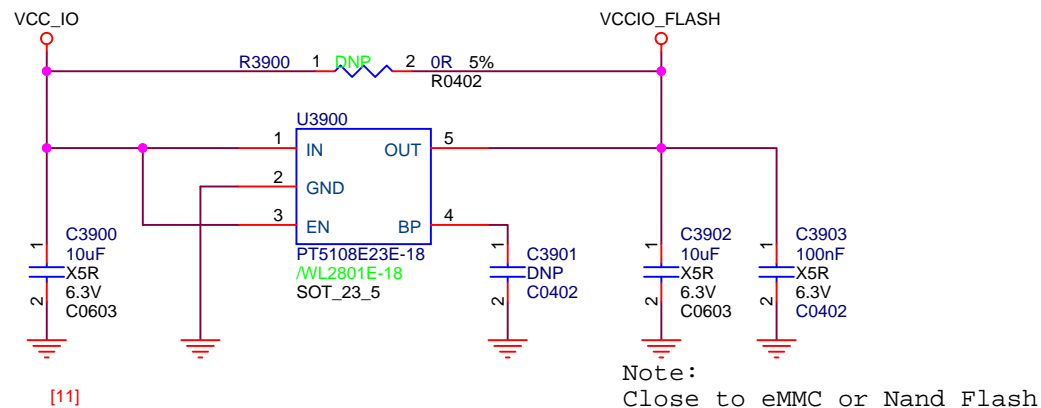 VCC_IO
VCCIO_FLASH
R3900 1 DNP 2 0R 5%
R0402
U3900
1 IN OUT 5
2 GND
3 EN BP 4
PT5108E23E-18
/WL2801E-18
SOT_23_5
1
C3900
10uF
X5R
6.3V
C0603
2
1
C3901
DNP
C0402
2
1
C3902
10uF
X5R
6.3V
C0603
2
1
C3903
100nF
X5R
6.3V
C0402
2
[11]
Note:
Close to eMMC or Nand Flash